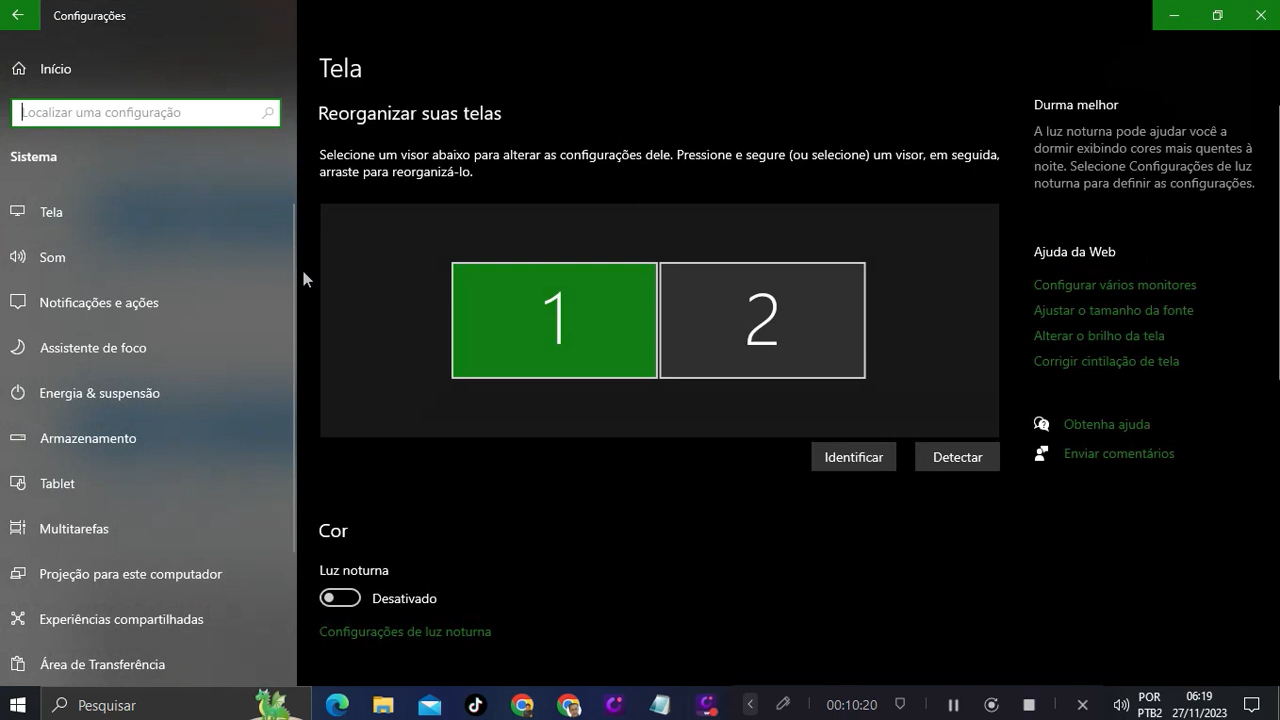 Configurações
Início
Localizar uma configuração
Sistema
Tela
Som
Notificações e ações
Assistente de foco
Energia & suspensão
Armazenamento
Tablet
Multitarefas
Projeção para este computador
Experiências compartilhadas
Área de Transferência
Tela
Reorganizar suas telas
Selecione um visor abaixo para alterar as configurações dele. Pressione e segure (ou selecione) um visor, em seguida,
arraste para reorganizá-lo.
1
2
Identificar
Detectar
Cor
Luz noturna
Desativado
Configurações de luz noturna
Durma melhor
A luz noturna pode ajudar você a
dormir exibindo cores mais quentes à
noite. Selecione Configurações de luz
noturna para definir as configurações.
Ajuda da Web
Configurar vários monitores
Ajustar o tamanho da fonte
Alterar o brilho da tela
Corrigir cintilação de tela
Obtenha ajuda
Enviar comentários
Pesquisar
00:10:20
POR
PTB2
06:19
27/11/2023